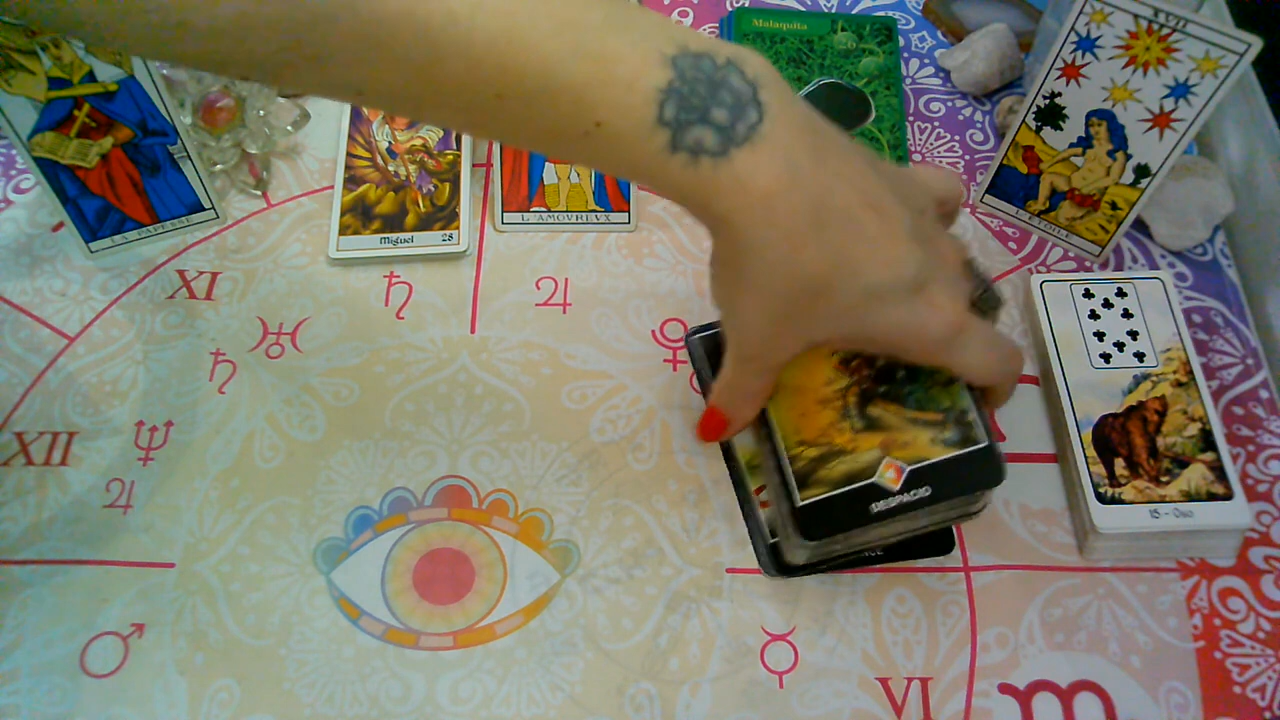 Malaquita
XVII
LA PAPESSE
Miguel 28
L'AMOVREVX
L'ETOILE
XI
XII
DESPACIO
15 - Oso
VI